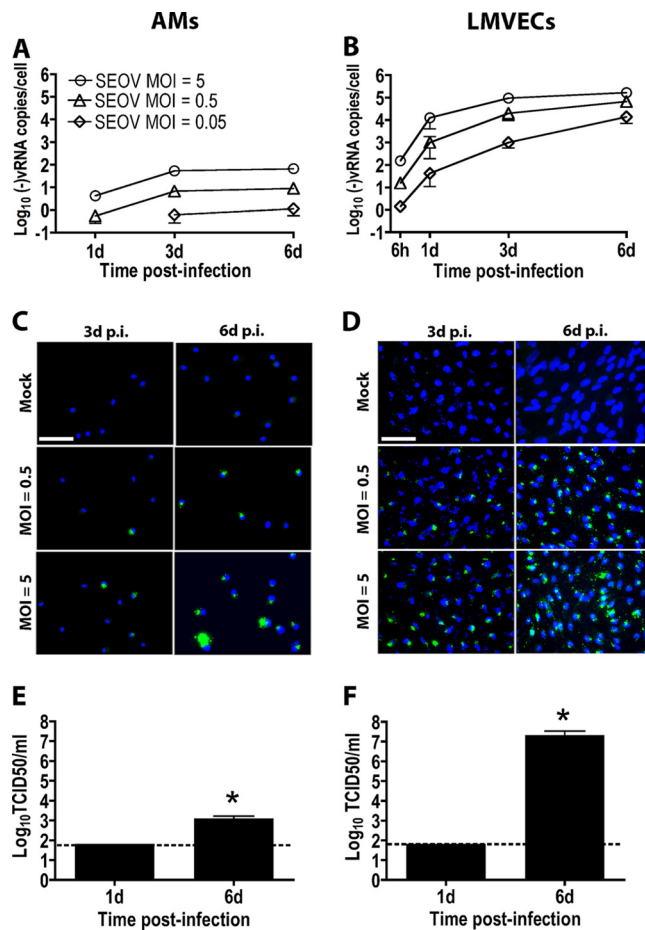 AMs
LMVECs
A
Log10 (-)vRNA copies/cell
6
5
4
3
2
1
0
-1
SEOV MOI = 5
SEOV MOI = 0.5
SEOV MOI = 0.05
1d 3d 6d
Time post-infection
B
Log10 (-)vRNA copies/cell
6
5
4
3
2
1
0
-1
6h 1d 3d 6d
Time post-infection
C
3d p.i. 6d p.i.
Mock
MOI = 0.5
MOI = 5
D
3d p.i. 6d p.i.
Mock
MOI = 0.5
MOI = 5
E
Log10TCID50/ml
8
7
6
5
4
3
2
1
0
*
1d 6d
Time post-infection
F
Log10 TCID50/ml
8
7
6
5
4
3
2
1
0
*
1d 6d
Time post-infection